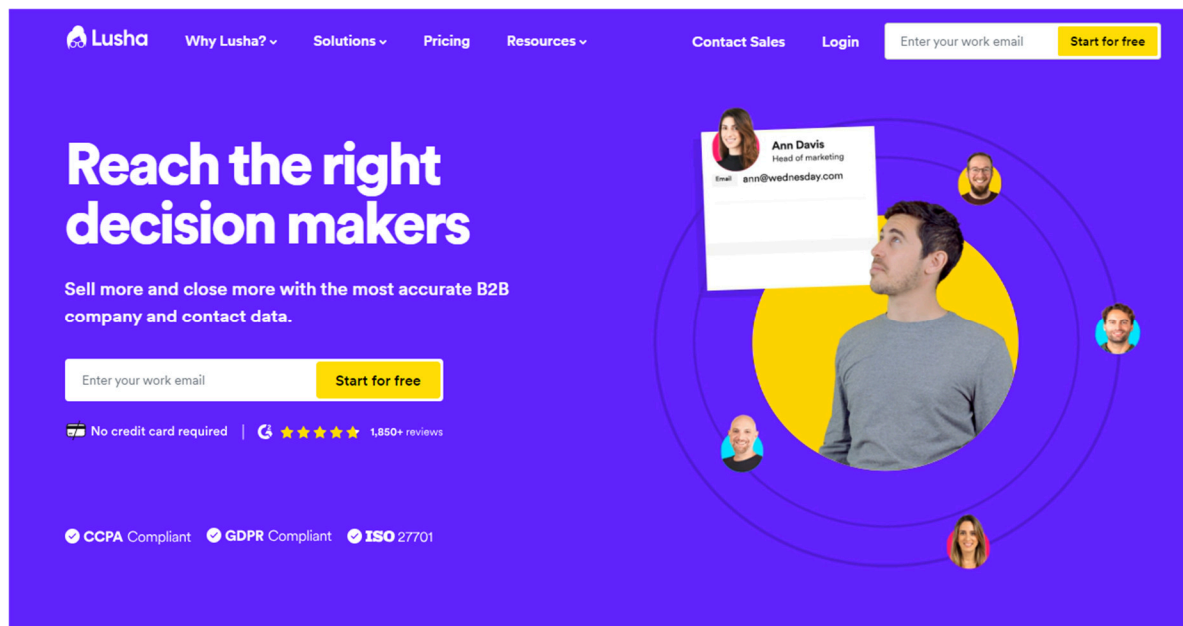 Lusha
Why Lusha?
Solutions
Pricing
Resources
Contact Sales
Login
Enter your work email
Start for free
Reach the right
decision makers
Sell more and close more with the most accurate B2B
company and contact data.
Enter your work email
Start for free
No credit card required | G2 1,850+ reviews
CCPA Compliant
GDPR Compliant
ISO 27701
Ann Davis
Head of marketing
Email ann@wednesday.com